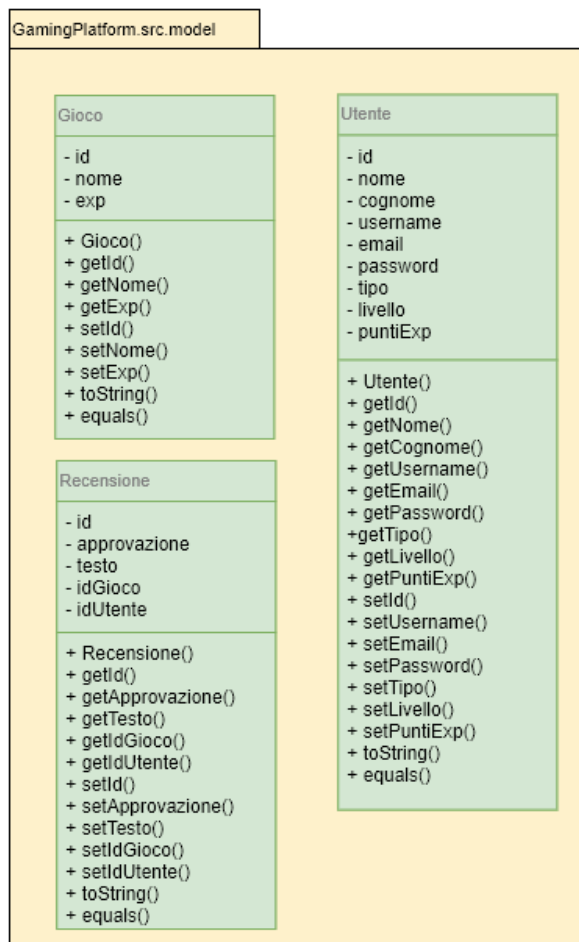 GamingPlatform.src.model
Gioco
- id
- nome
- exp
+ Gioco()
+ getId()
+ getNome()
+ getExp()
+ setId()
+ setNome()
+ setExp()
+ toString()
+ equals()
Recensione
- id
- approvazione
- testo
- idGioco
- idUtente
+ Recensione()
+ getId()
+ getApprovazione()
+ getTesto()
+ getIdGioco()
+ getIdUtente()
+ setId()
+ setApprovazione()
+ setTesto()
+ setIdGioco()
+ setIdUtente()
+ toString()
+ equals()
Utente
- id
- nome
- cognome
- username
- email
- password
- tipo
- livello
- puntiExp
+ Utente()
+ getId()
+ getNome()
+ getCognome()
+ getUsername()
+ getEmail()
+ getPassword()
+getTipo()
+ getLivello()
+ getPuntiExp()
+ setId()
+ setUsername()
+ setEmail()
+ setPassword()
+ setTipo()
+ setLivello()
+ setPuntiExp()
+ toString()
+ equals()